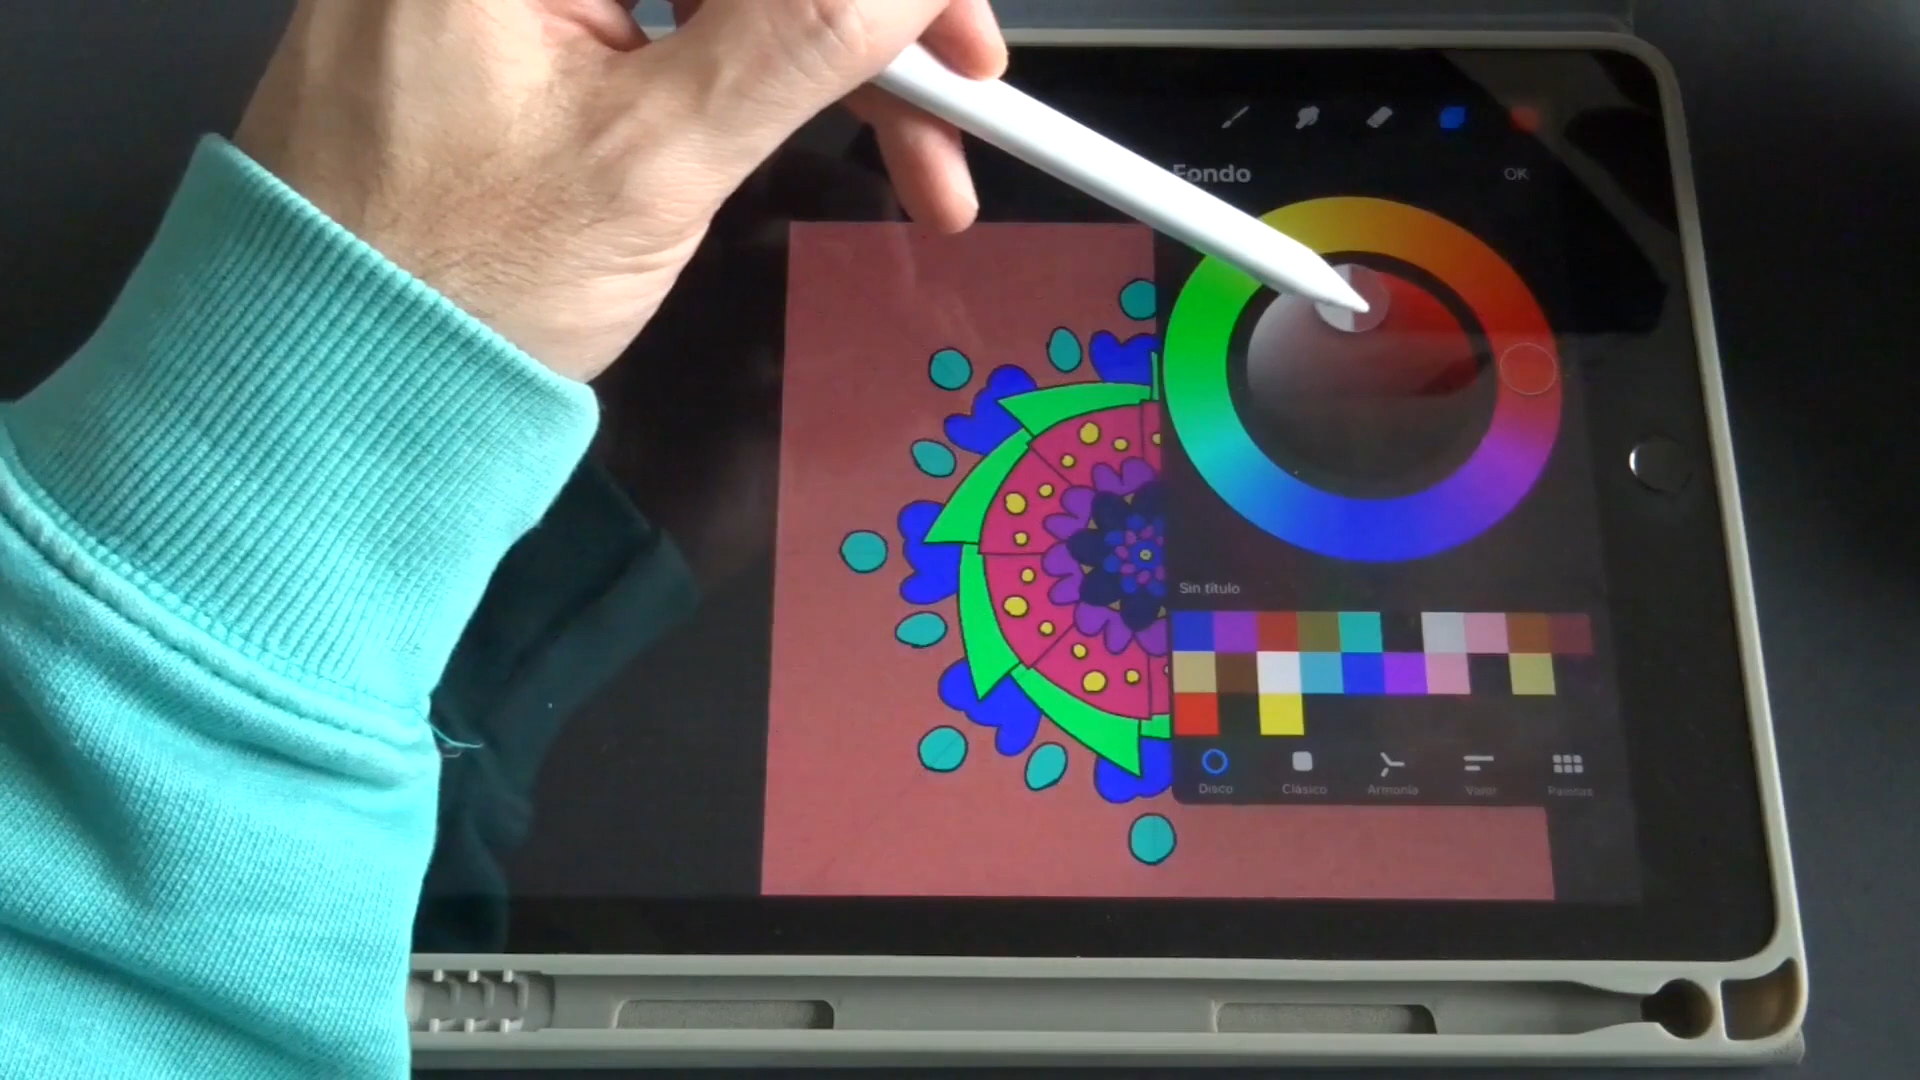 Fondo
OK
Sin título
Disco
Clásico
Armonía
Valor
Paletas